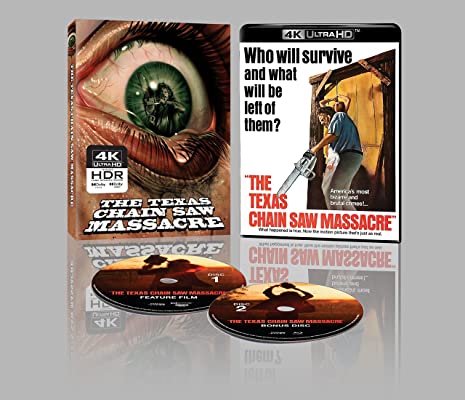 THE TEXAS CHAIN SAW MASSACRE
4K
ULTRA HD
HDR
THE TEXAS
CHAIN SAW
MASSACRE
4K ULTRA HD™
Who will survive
and what
will be
left of
them?
America's most
bizarre and
brutal crimes!...
"THE
TEXAS
CHAIN SAW MASSACRE"
What happened is true. Now the motion picture that's just as real.
DISC
1
THE TEXAS CHAIN SAW MASSACRE
FEATURE FILM
DISC
2
THE TEXAS CHAIN SAW MASSACRE
BONUS DISC